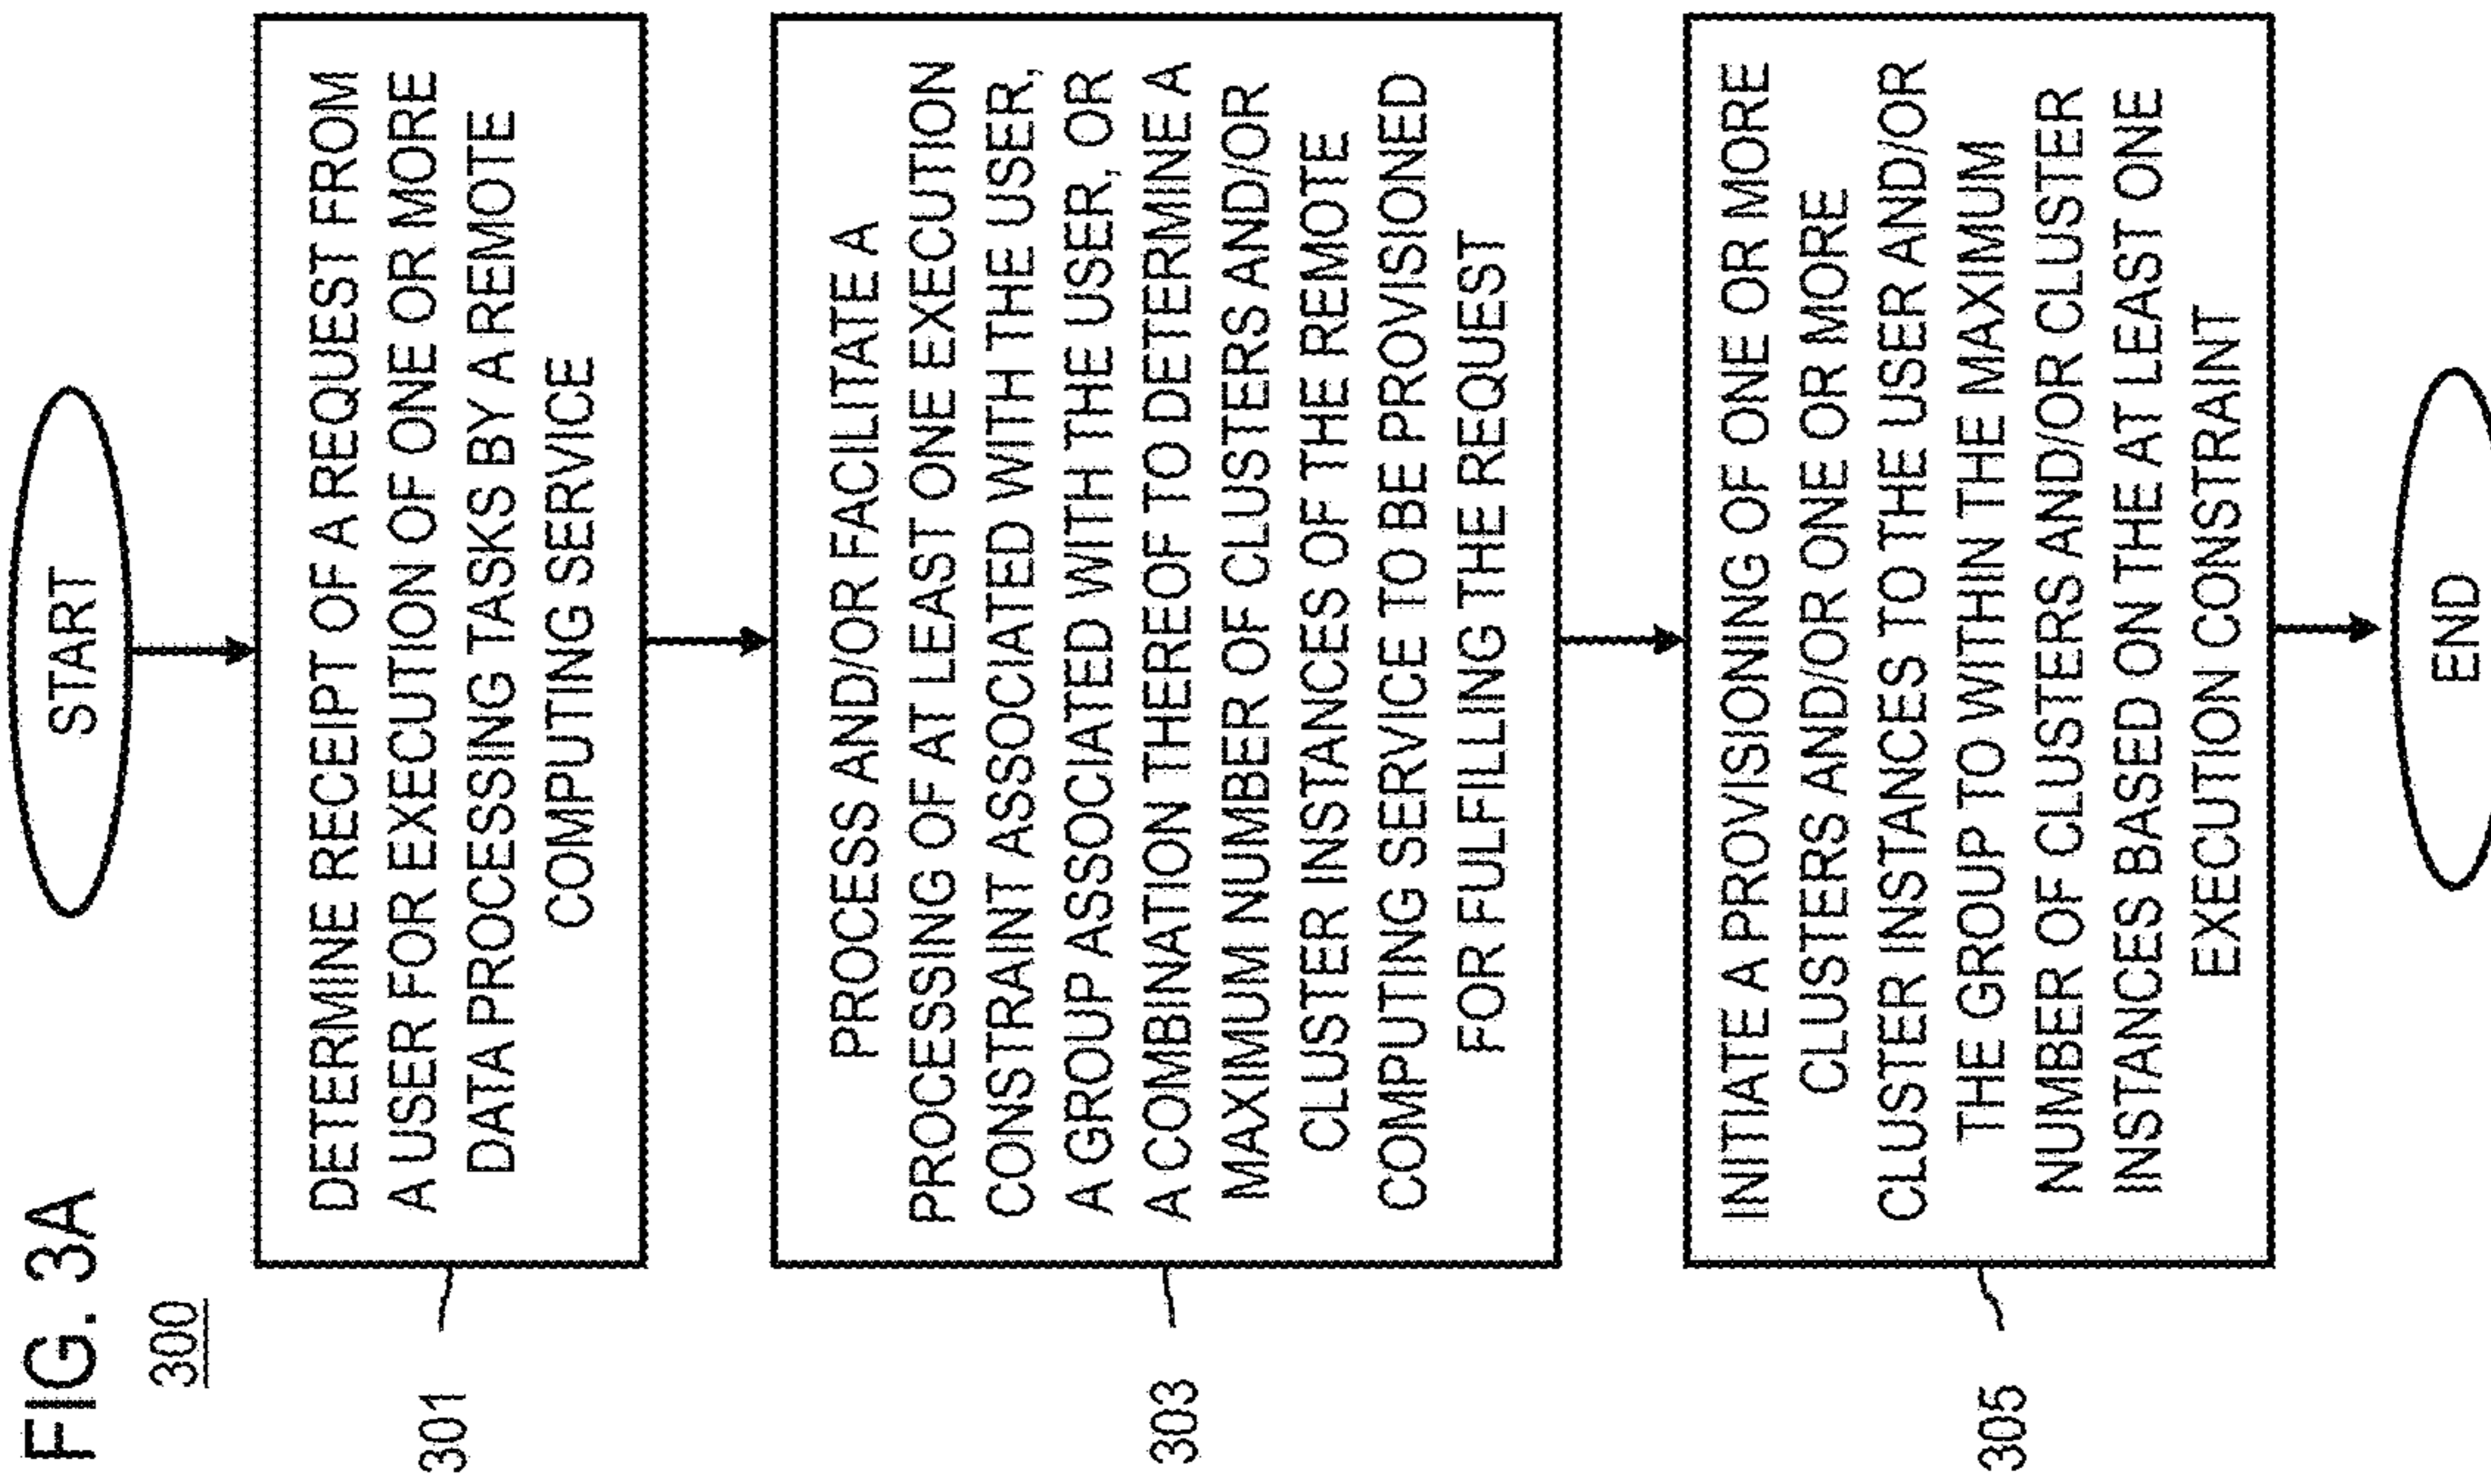 FIG. 3A
300
START
DETERMINE RECEIPT OF A REQUEST FROM
A USER FOR EXECUTION OF ONE OR MORE
DATA PROCESSING TASKS BY A REMOTE
COMPUTING SERVICE
301
PROCESS AND/OR FACILITATE A
PROCESSING OF AT LEAST ONE EXECUTION
CONSTRAINT ASSOCIATED WITH THE USER,
A GROUP ASSOCIATED WITH THE USER, OR
A COMBINATION THEREOF TO DETERMINE A
MAXIMUM NUMBER OF CLUSTERS AND/OR
CLUSTER INSTANCES OF THE REMOTE
COMPUTING SERVICE TO BE PROVISIONED
FOR FULFILLING THE REQUEST
303
INITIATE A PROVISIONING OF ONE OR MORE
CLUSTERS AND/OR ONE OR MORE
CLUSTER INSTANCES TO THE USER AND/OR
THE GROUP TO WITHIN THE MAXIMUM
NUMBER OF CLUSTERS AND/OR CLUSTER
INSTANCES BASED ON THE AT LEAST ONE
EXECUTION CONSTRAINT
305
END